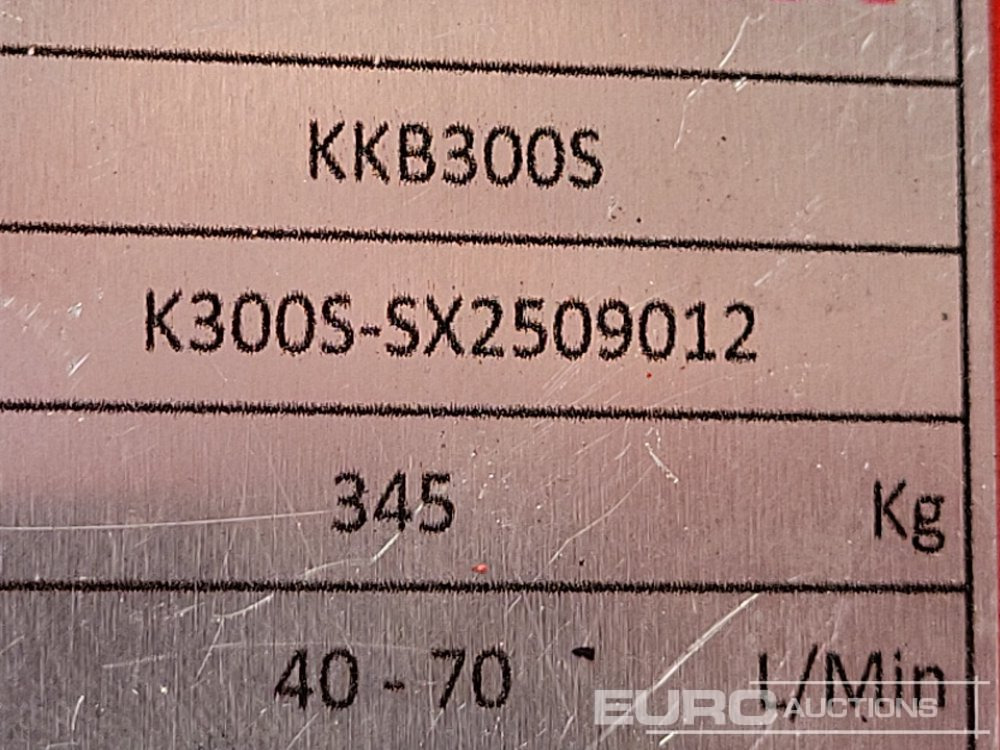 KKB300S
K300S-SX2509012
345 Kg
40 - 70 L/Min
EURO AUCTIONS